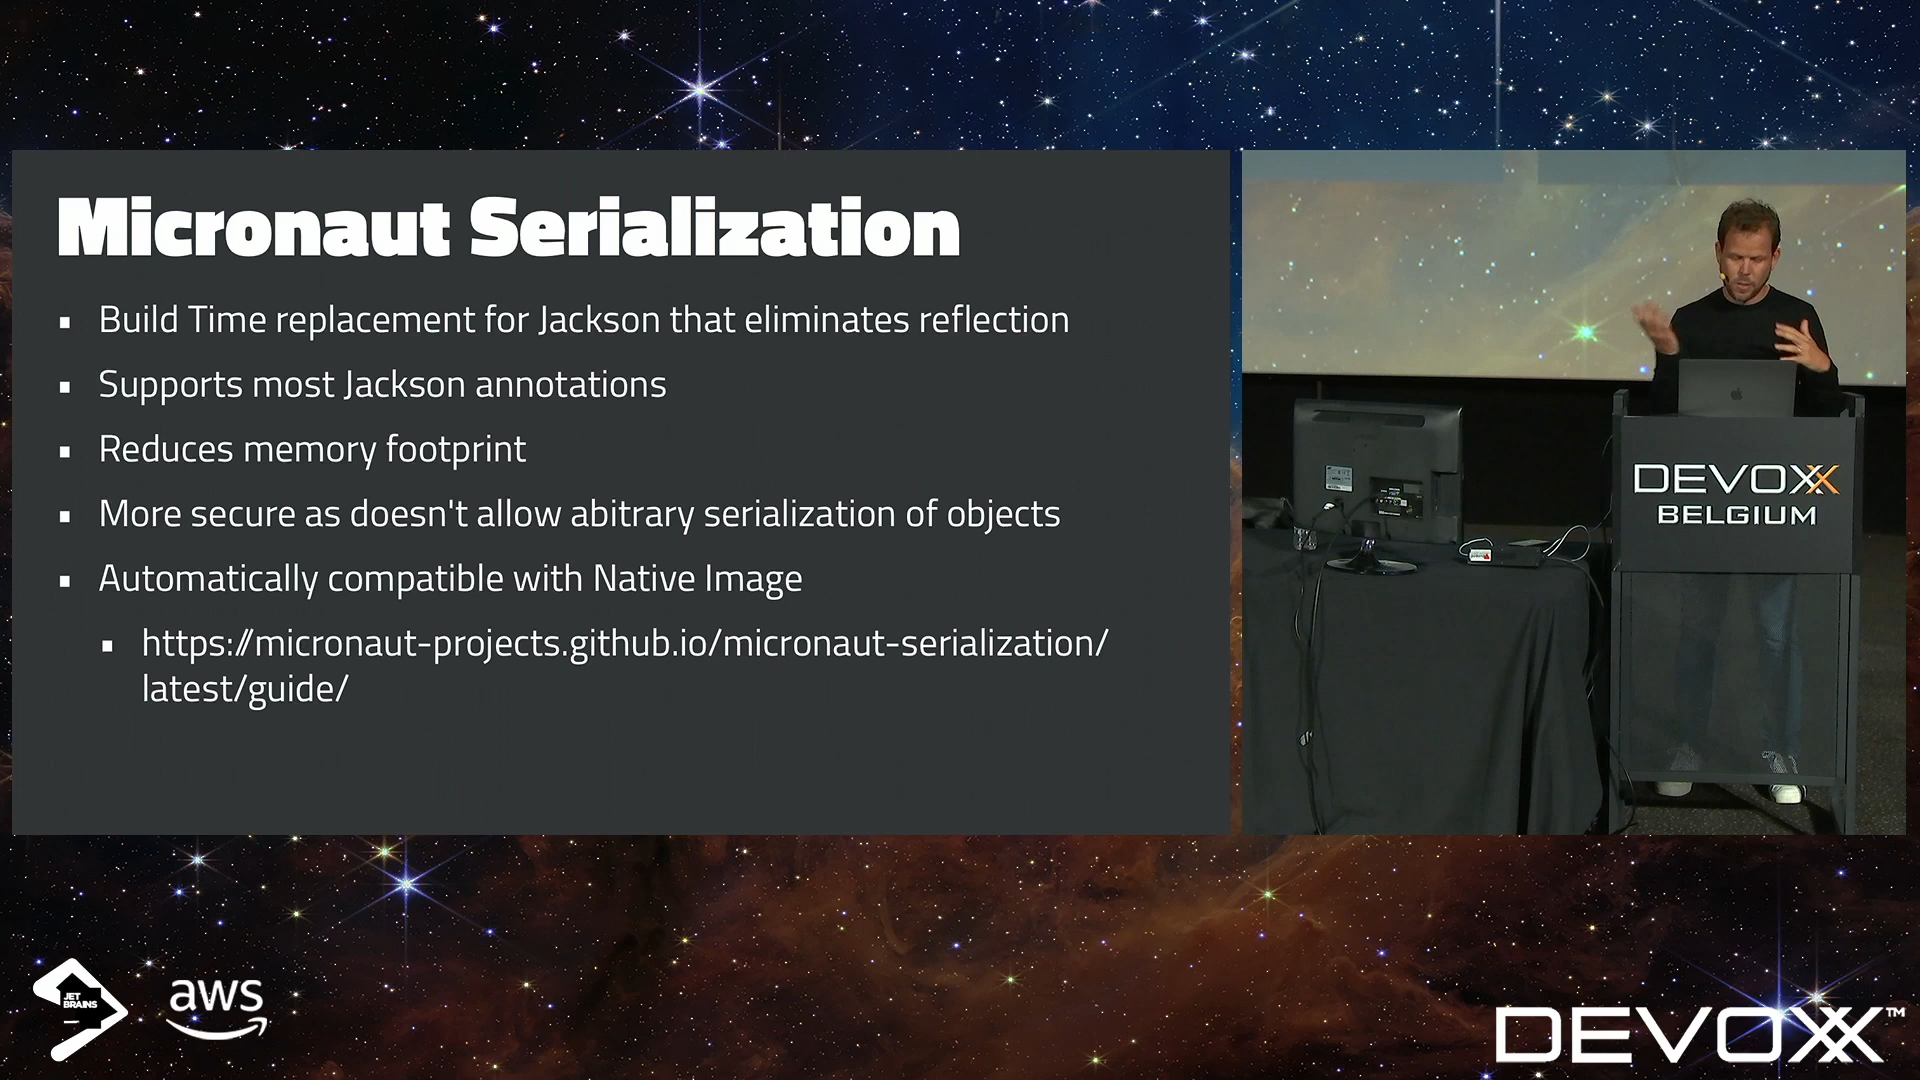 Micronaut Serialization
▪ Build Time replacement for Jackson that eliminates reflection
▪ Supports most Jackson annotations
▪ Reduces memory footprint
▪ More secure as doesn't allow abitrary serialization of objects
▪ Automatically compatible with Native Image
▪ https://micronaut-projects.github.io/micronaut-serialization/
latest/guide/
DEVOXX
BELGIUM
JET
BRAINS
aws
DEVOXX™